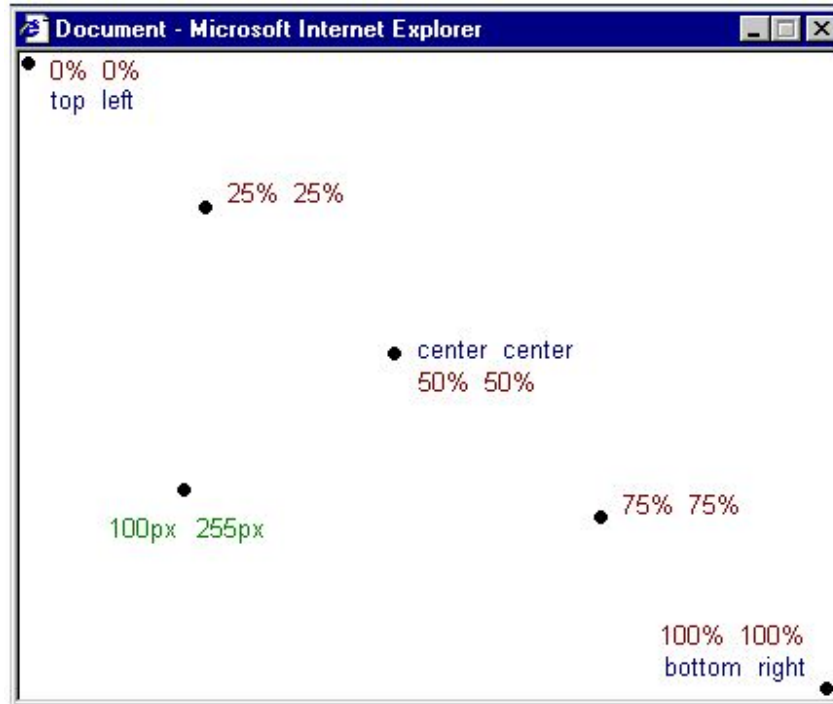 Document - Microsoft Internet Explorer
0% 0%
top left
25% 25%
center center
50% 50%
100px 255px
75% 75%
100% 100%
bottom right